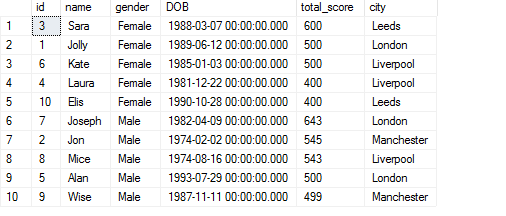 id name gender DOB total_score city
1 3 Sara Female 1988-03-07 00:00:00.000 600 Leeds
2 1 Jolly Female 1989-06-12 00:00:00.000 500 London
3 6 Kate Female 1985-01-03 00:00:00.000 500 Liverpool
4 4 Laura Female 1981-12-22 00:00:00.000 400 Liverpool
5 10 Elis Female 1990-10-28 00:00:00.000 400 Leeds
6 7 Joseph Male 1982-04-09 00:00:00.000 643 London
7 2 Jon Male 1974-02-02 00:00:00.000 545 Manchester
8 8 Mice Male 1974-08-16 00:00:00.000 543 Liverpool
9 5 Alan Male 1993-07-29 00:00:00.000 500 London
10 9 Wise Male 1987-11-11 00:00:00.000 499 Manchester